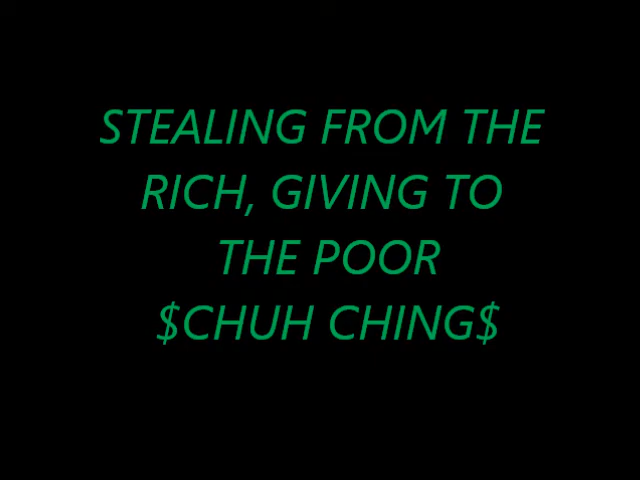 STEALING FROM THE
RICH, GIVING TO
THE POOR
$CHUH CHING$